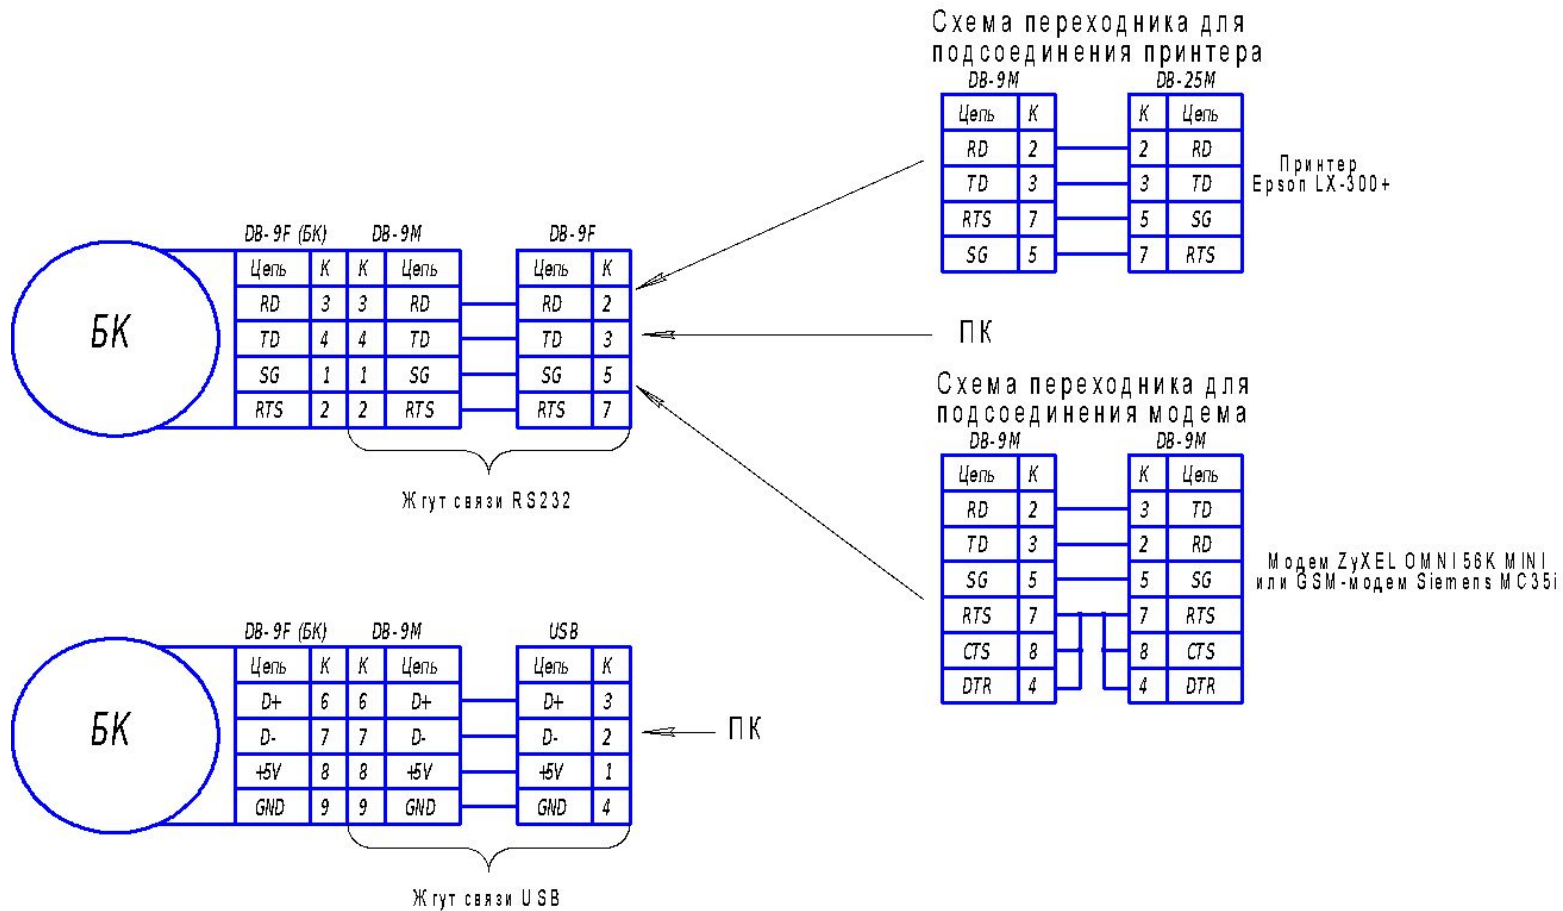 Схема переходника для
подсоединения принтера
DB-9M DB-25M
Цепь К К Цепь
RD 2 2 RD
TD 3 3 TD
RTS 7 5 SG
SG 5 7 RTS
Принтер
Epson LX-300+
DB-9F (БК) DB-9M DB-9F
Цепь К К Цепь Цепь К
RD 3 3 RD RD 2
TD 4 4 TD TD 3
SG 1 1 SG SG 5
RTS 2 2 RTS RTS 7
БК
ПК
Жгут связи RS232
Схема переходника для
подсоединения модема
DB-9M DB-9M
Цепь К К Цепь
RD 2 3 TD
TD 3 2 RD
SG 5 5 SG
RTS 7 7 RTS
CTS 8 8 CTS
DTR 4 4 DTR
Модем ZyXEL OMNI 56K MINI
или GSM-модем Siemens MC35i
DB-9F (БК) DB-9M USB
Цепь К К Цепь Цепь К
D+ 6 6 D+ D+ 3
D- 7 7 D- D- 2
+5V 8 8 +5V +5V 1
GND 9 9 GND GND 4
БК
ПК
Жгут связи USB